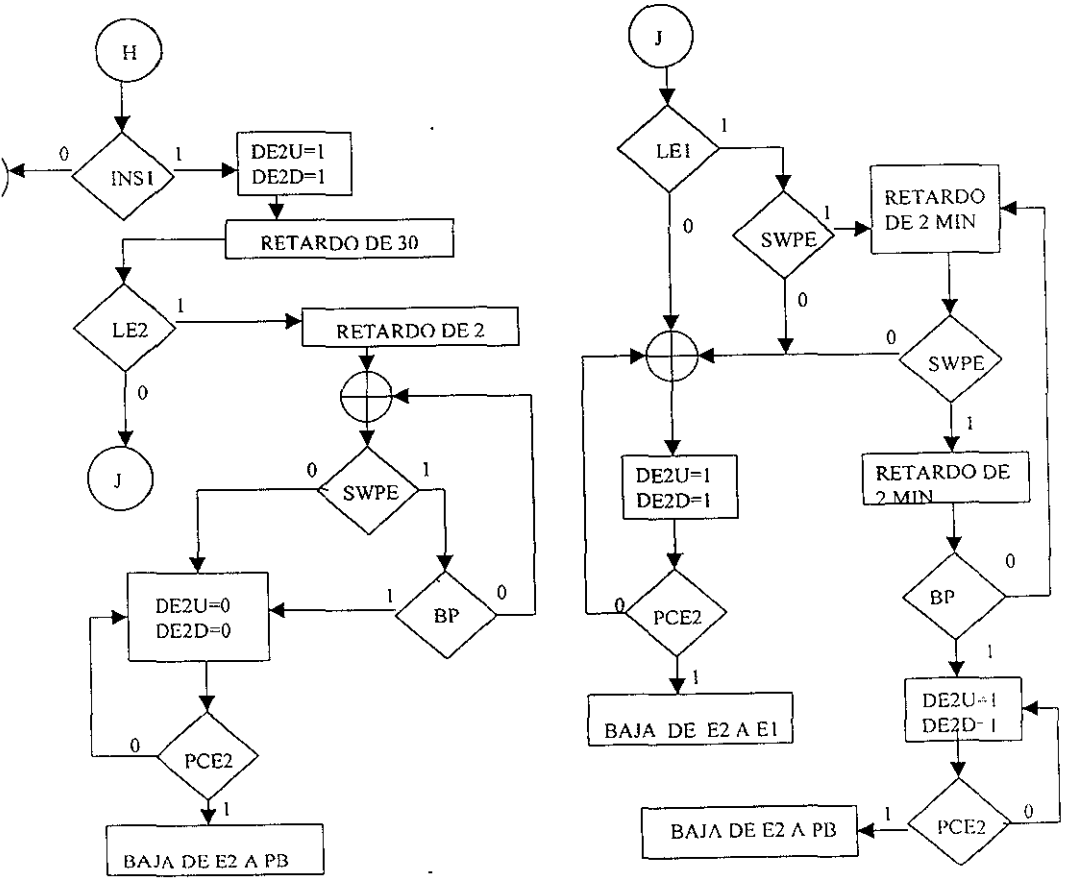 H
0
INS1
1
DE2U=1
DE2D=1
RETARDO DE 30
LE2
1
RETARDO DE 2
0
J
0
SWPE
1
DE2U=0
DE2D=0
1
BP
0
0
PCE2
1
BAJA DE E2 A PB
J
LE1
1
0
SWPE
1
RETARDO
DE 2 MIN
0
0
SWPE
1
DE2U=1
DE2D=1
RETARDO DE
2 MIN
0
PCE2
1
BAJA DE E2 A E1
BP
0
1
DE2U=1
DE2D=1
PCE2
0
1
BAJA DE E2 A PB